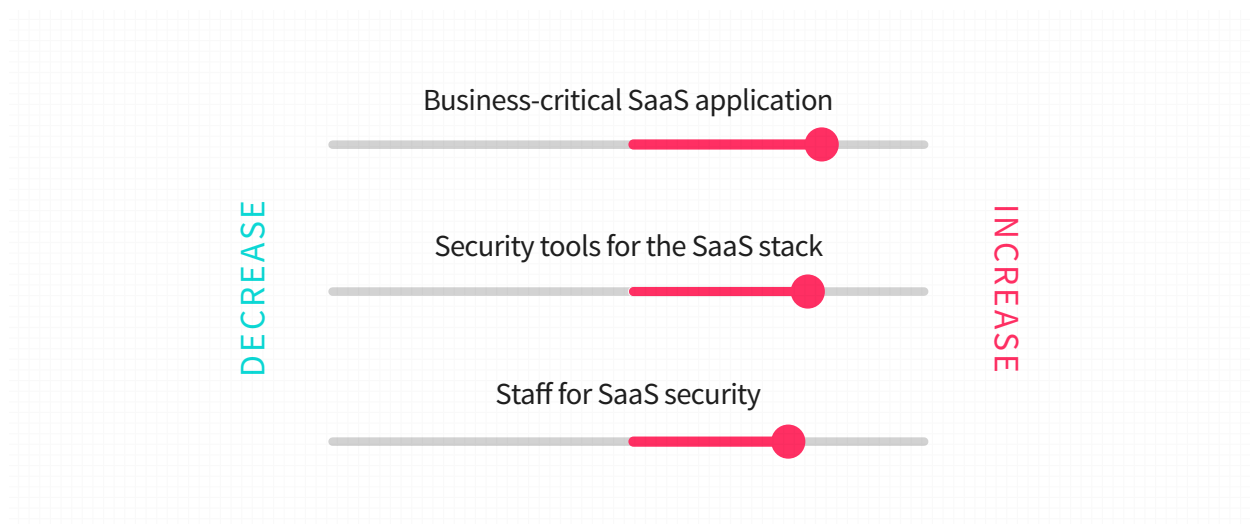 Business-critical SaaS application
DECREASE
Security tools for the SaaS stack
INCREASE
Staff for SaaS security